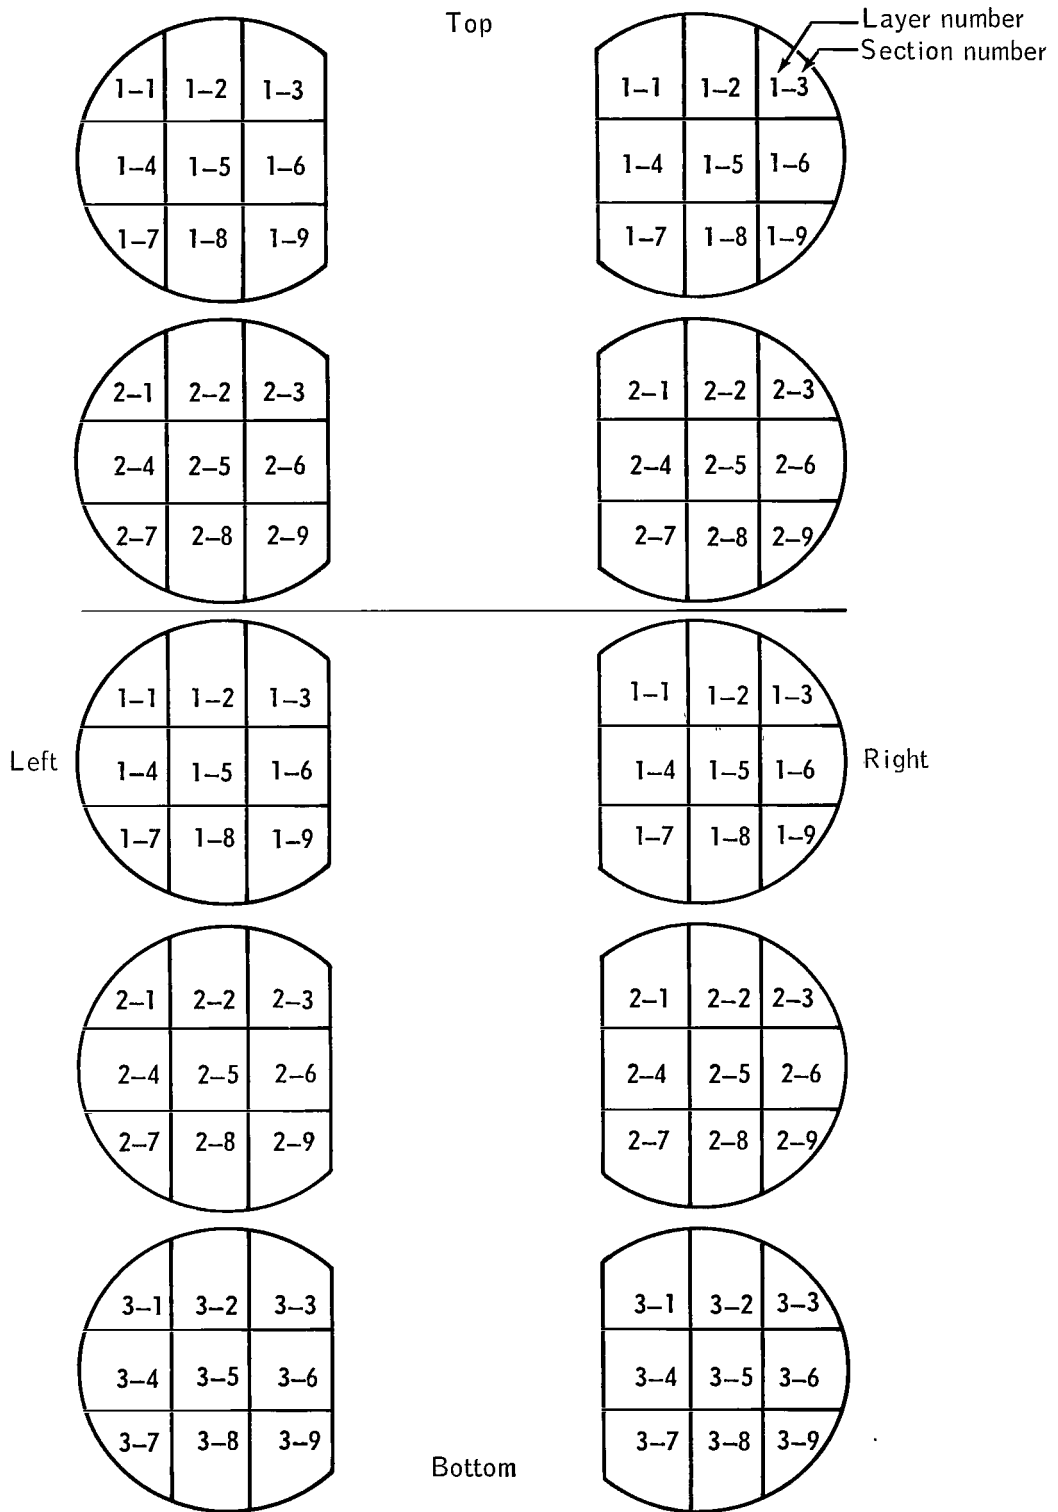 Top
Layer number
Section number
1–1 1–2 1–3 1–1 1–2 1–3
1–4 1–5 1–6 1–4 1–5 1–6
1–7 1–8 1–9 1–7 1–8 1–9
2–1 2–2 2–3 2–1 2–2 2–3
2–4 2–5 2–6 2–4 2–5 2–6
2–7 2–8 2–9 2–7 2–8 2–9
1–1 1–2 1–3 1–1 1–2 1–3
Left 1–4 1–5 1–6 1–4 1–5 1–6 Right
1–7 1–8 1–9 1–7 1–8 1–9
2–1 2–2 2–3 2–1 2–2 2–3
2–4 2–5 2–6 2–4 2–5 2–6
2–7 2–8 2–9 2–7 2–8 2–9
3–1 3–2 3–3 3–1 3–2 3–3
3–4 3–5 3–6 3–4 3–5 3–6
3–7 3–8 3–9 3–7 3–8 3–9
Bottom